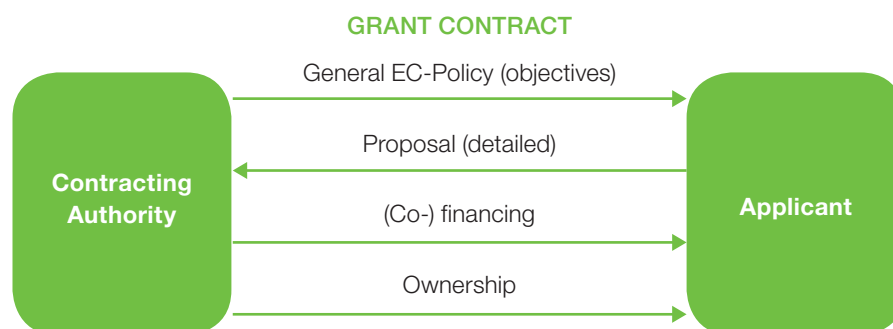 GRANT CONTRACT
General EC-Policy (objectives)
Proposal (detailed)
Contracting
Authority
Applicant
(Co-) financing
Ownership